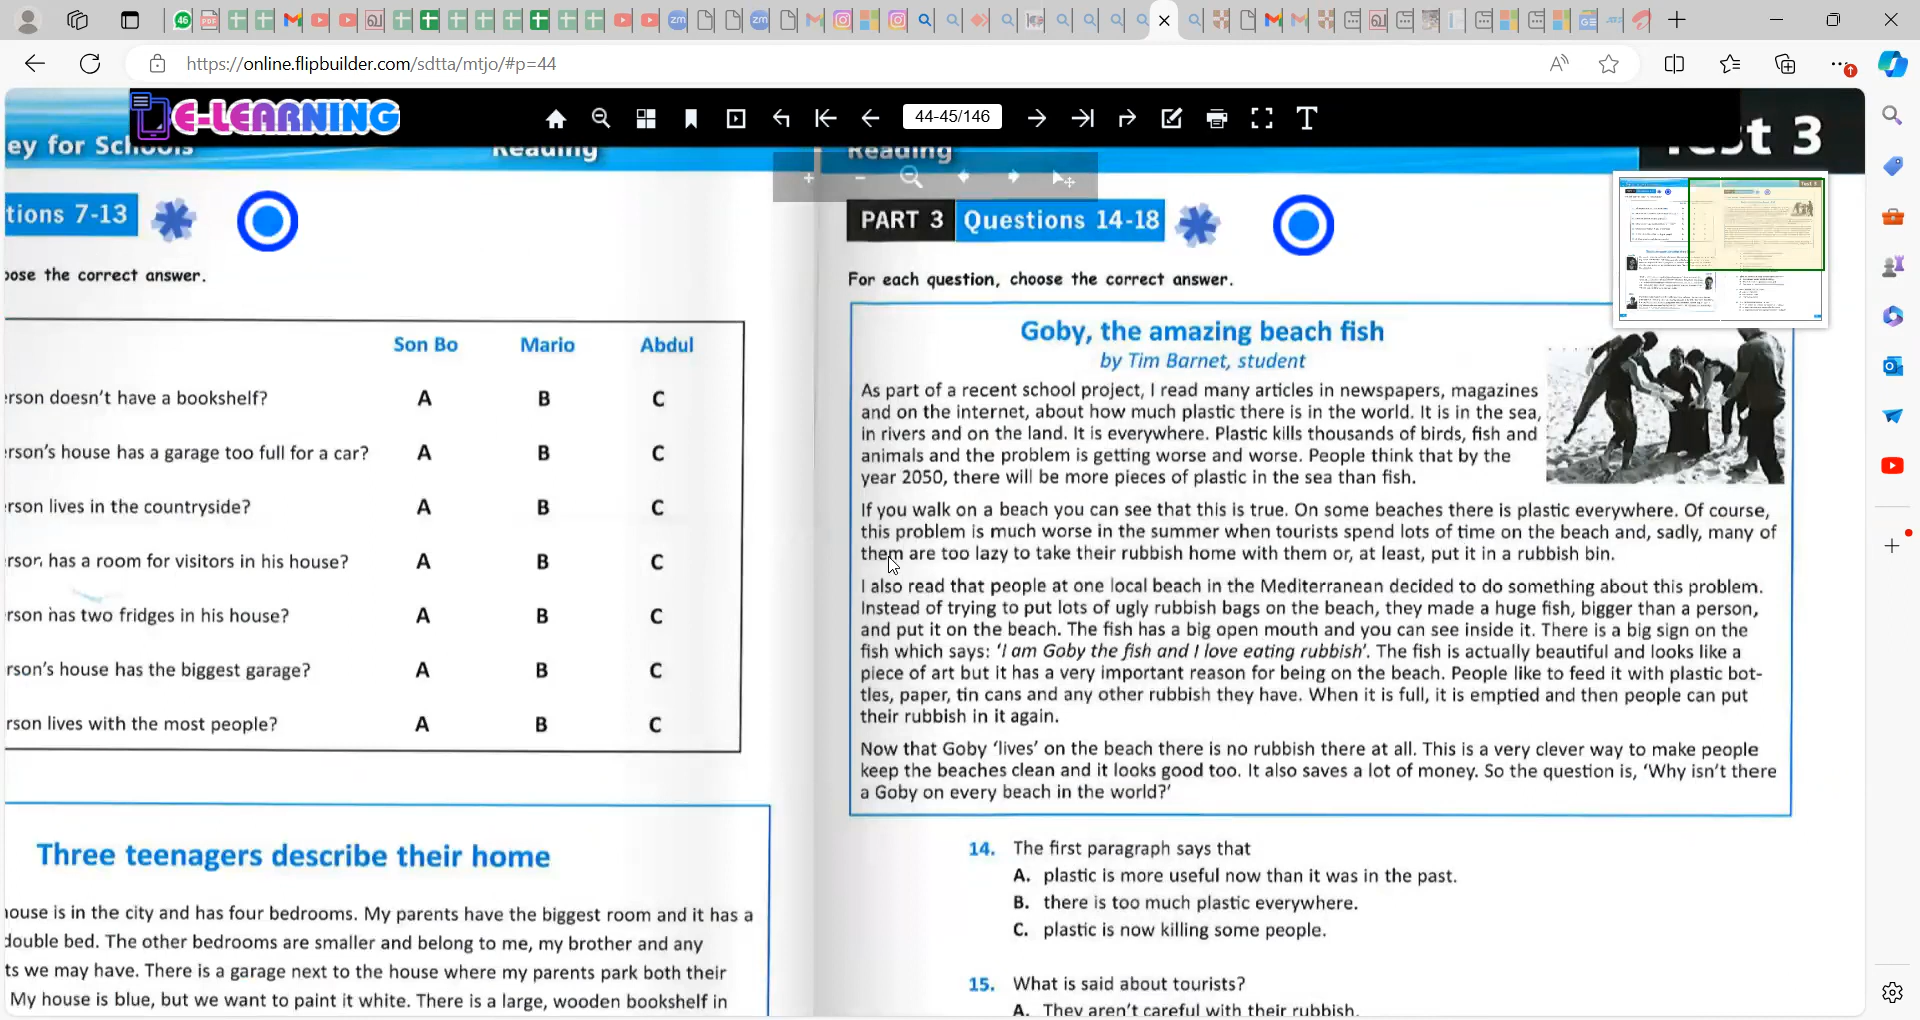 https://online.flipbuilder.com/sdtta/mtjo/#p=44
E-LEARNING
44-45/146
ey for Schools
Reading
Reading
Test 3
tions 7-13
PART 3 Questions 14-18
oose the correct answer.
For each question, choose the correct answer.
Son Bo Mario Abdul
erson doesn't have a bookshelf? A B C
erson's house has a garage too full for a car? A B C
erson lives in the countryside? A B C
rson has a room for visitors in his house? A B C
rson has two fridges in his house? A B C
rson's house has the biggest garage? A B C
rson lives with the most people? A B C
Three teenagers describe their home
house is in the city and has four bedrooms. My parents have the biggest room and it has a
double bed. The other bedrooms are smaller and belong to me, my brother and any
ts we may have. There is a garage next to the house where my parents park both their
My house is blue, but we want to paint it white. There is a large, wooden bookshelf in
Goby, the amazing beach fish
by Tim Barnet, student
As part of a recent school project, I read many articles in newspapers, magazines
and on the internet, about how much plastic there is in the world. It is in the sea,
in rivers and on the land. It is everywhere. Plastic kills thousands of birds, fish and
animals and the problem is getting worse and worse. People think that by the
year 2050, there will be more pieces of plastic in the sea than fish.
If you walk on a beach you can see that this is true. On some beaches there is plastic everywhere. Of course,
this problem is much worse in the summer when tourists spend lots of time on the beach and, sadly, many of
them are too lazy to take their rubbish home with them or, at least, put it in a rubbish bin.
I also read that people at one local beach in the Mediterranean decided to do something about this problem.
Instead of trying to put lots of ugly rubbish bags on the beach, they made a huge fish, bigger than a person,
and put it on the beach. The fish has a big open mouth and you can see inside it. There is a big sign on the
fish which says: 'I am Goby the fish and I love eating rubbish'. The fish is actually beautiful and looks like a
piece of art but it has a very important reason for being on the beach. People like to feed it with plastic bot-
tles, paper, tin cans and any other rubbish they have. When it is full, it is emptied and then people can put
their rubbish in it again.
Now that Goby 'lives' on the beach there is no rubbish there at all. This is a very clever way to make people
keep the beaches clean and it looks good too. It also saves a lot of money. So the question is, 'Why isn't there
a Goby on every beach in the world?'
14. The first paragraph says that
A. plastic is more useful now than it was in the past.
B. there is too much plastic everywhere.
C. plastic is now killing some people.
15. What is said about tourists?
A. They aren't careful with their rubbish.